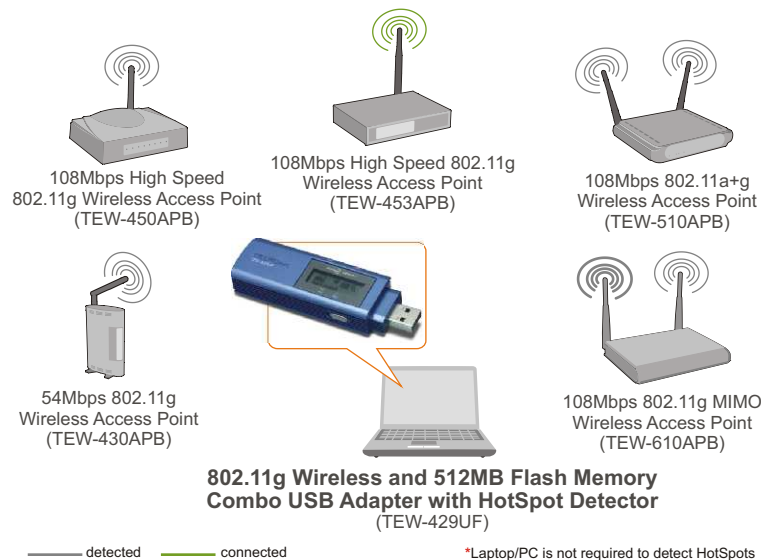 108Mbps High Speed
802.11g Wireless Access Point
(TEW-450APB)
108Mbps High Speed 802.11g
Wireless Access Point
(TEW-453APB)
108Mbps 802.11a+g
Wireless Access Point
(TEW-510APB)
54Mbps 802.11g
Wireless Access Point
(TEW-430APB)
108Mbps 802.11g MIMO
Wireless Access Point
(TEW-610APB)
802.11g Wireless and 512MB Flash Memory
Combo USB Adapter with HotSpot Detector
(TEW-429UF)
detected
connected
*Laptop/PC is not required to detect HotSpots